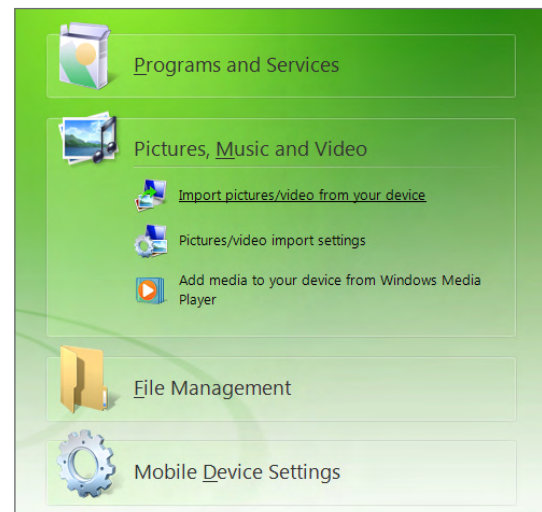 Programs and Services
Pictures, Music and Video
Import pictures/video from your device
Pictures/video import settings
Add media to your device from Windows Media
Player
File Management
Mobile Device Settings